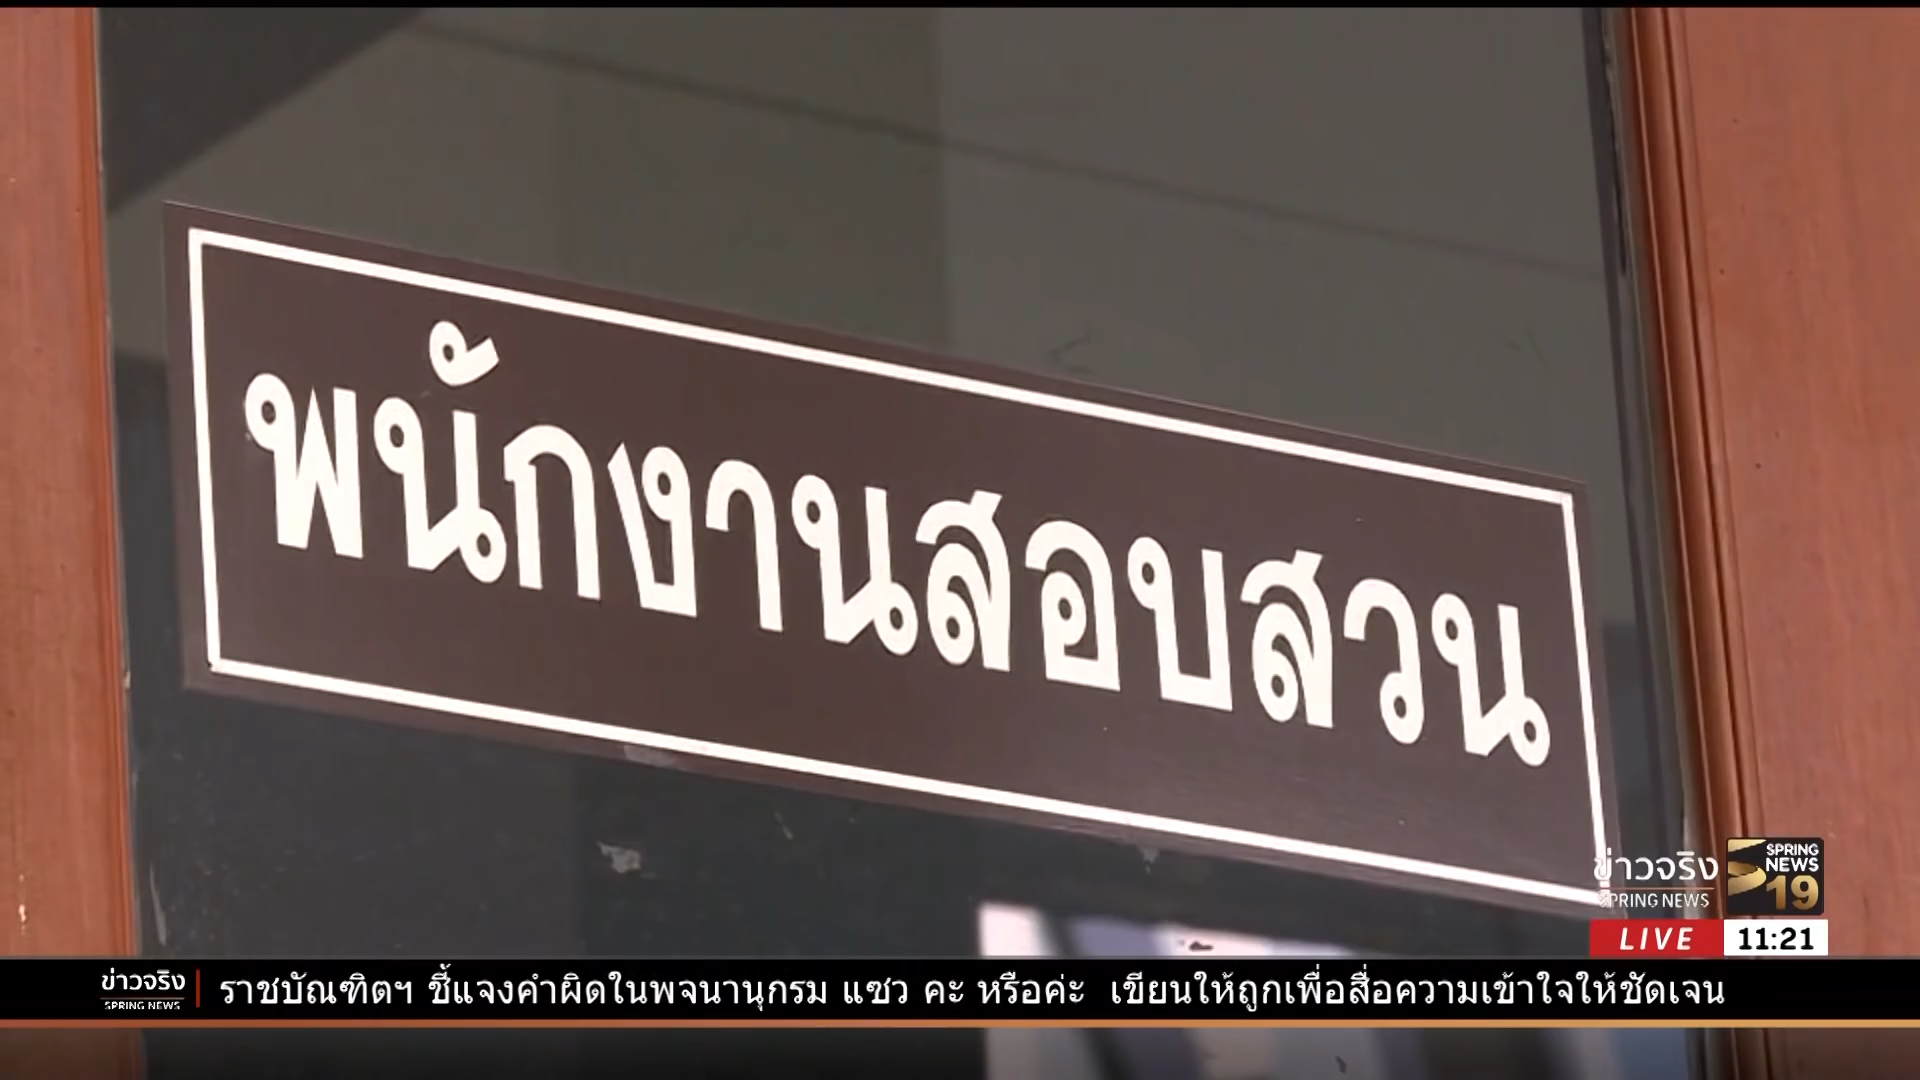 พนักงานสอบสวน
ข่าวจริง
SPRING NEWS
SPRING
NEWS
19
LIVE 11:21
ข่าวจริง
SPRING NEWS
ราชบัณฑิตฯ ชี้แจงคำผิดในพจนานุกรม แซว คะ หรือค่ะ เขียนให้ถูกเพื่อสื่อความเข้าใจให้ชัดเจน